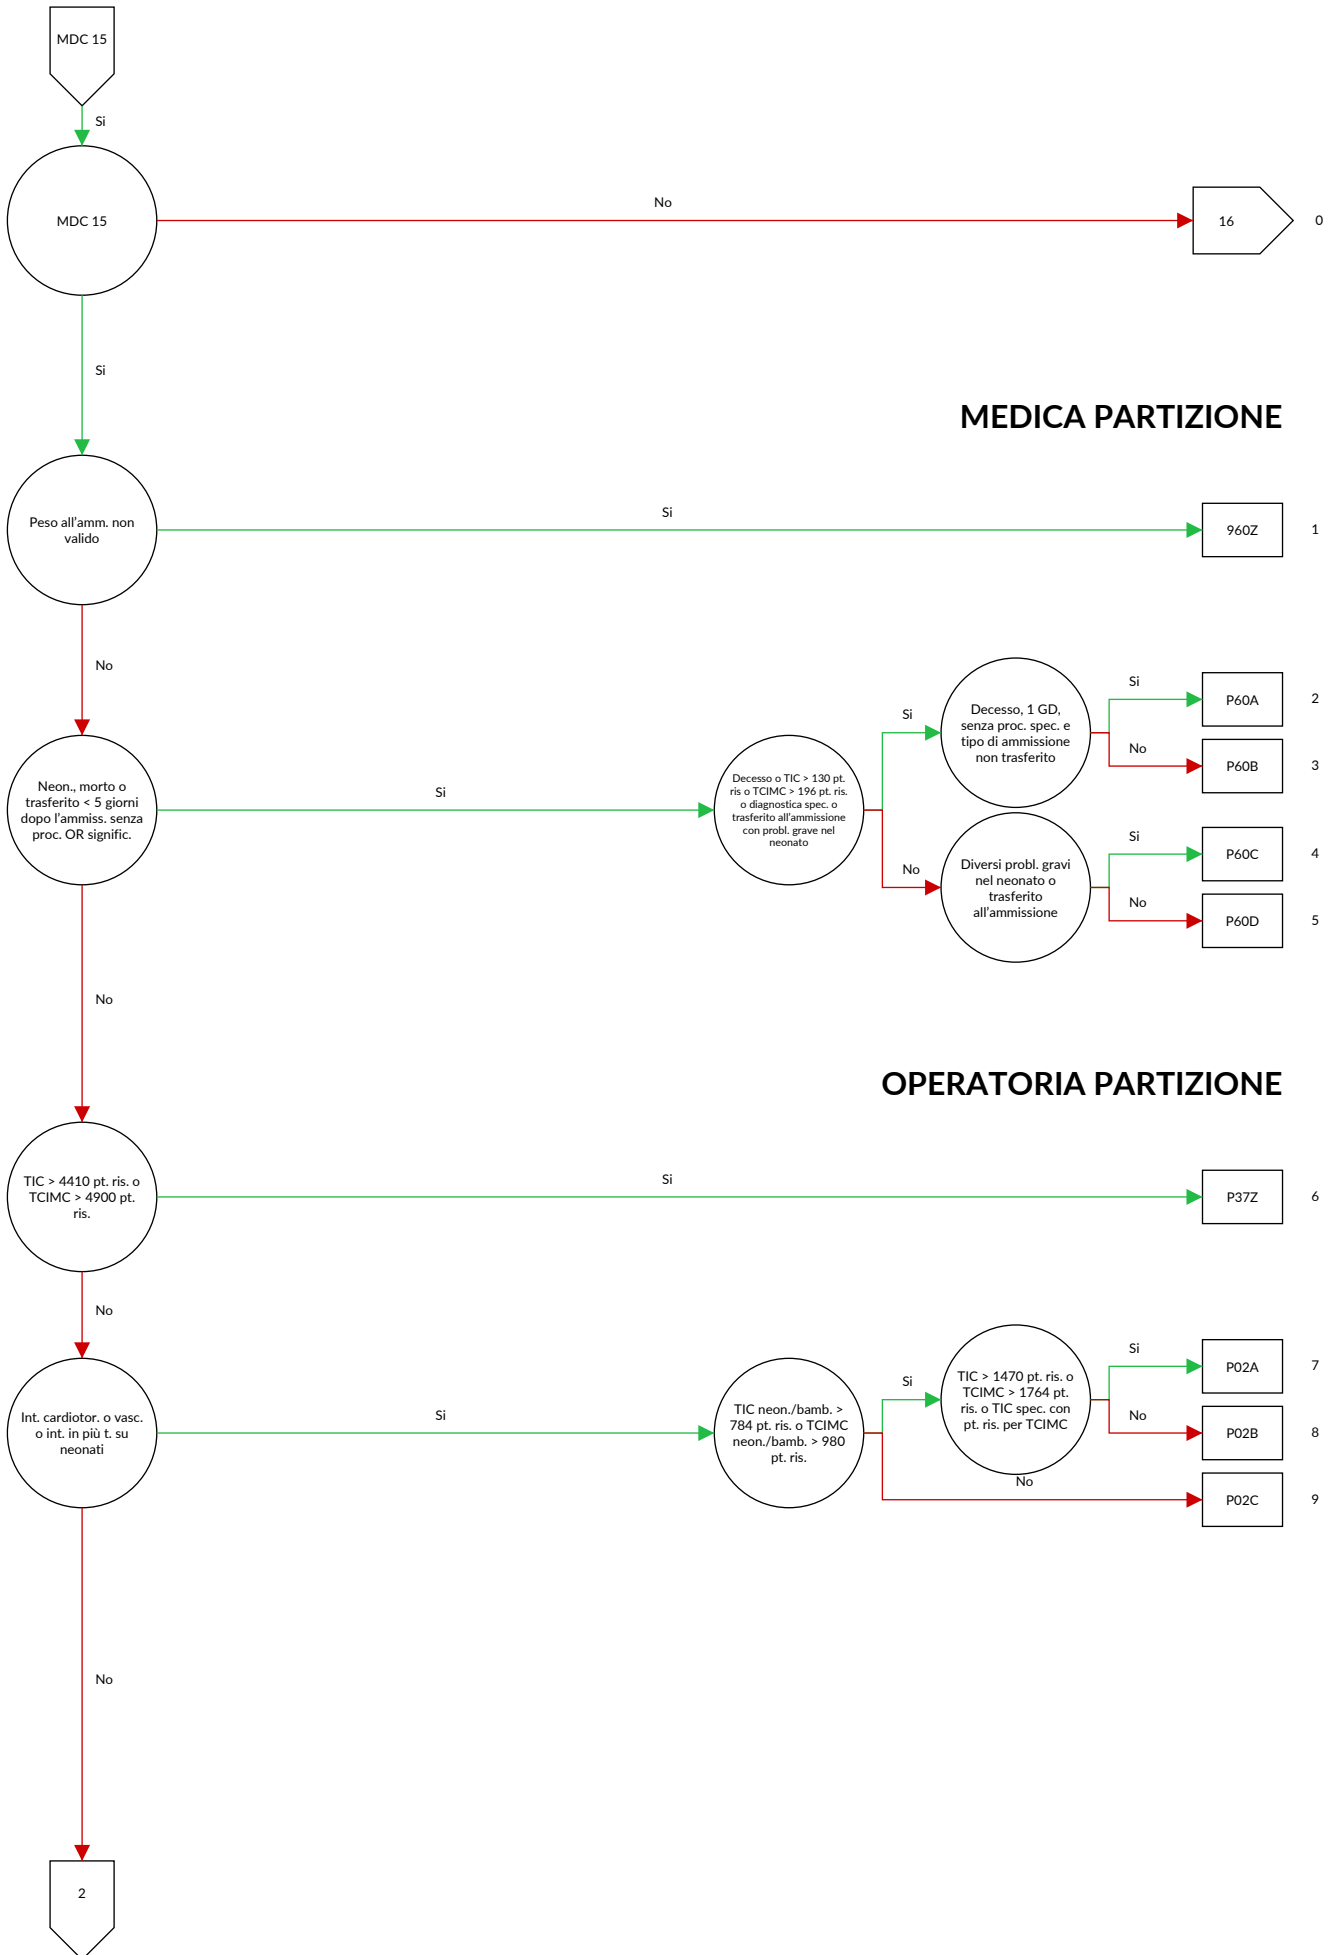 MDC 15
Si
MDC 15
No
16
0
Si
MEDICA PARTIZIONE
Peso all'amm. non
valido
Si
960Z
1
No
Neon., morto o
trasferito < 5 giorni
dopo l'ammiss. senza
proc. OR signific.
Si
Decesso o TIC > 130 pt.
ris o TCIMC > 196 pt. ris.
o diagnostica spec. o
trasferito all'ammissione
con probl. grave nel
neonato
Si
Decesso, 1 GD,
senza proc. spec. e
tipo di ammissione
non trasferito
Si
P60A
2
No
P60B
3
No
Diversi probl. gravi
nel neonato o
trasferito
all'ammissione
Si
P60C
4
No
P60D
5
No
OPERATORIA PARTIZIONE
TIC > 4410 pt. ris. o
TCIMC > 4900 pt.
ris.
Si
P37Z
6
No
Int. cardiotor. o vasc.
o int. in più t. su
neonati
Si
TIC neon./bamb. >
784 pt. ris. o TCIMC
neon./bamb. > 980
pt. ris.
Si
TIC > 1470 pt. ris. o
TCIMC > 1764 pt.
ris. o TIC spec. con
pt. ris. per TCIMC
Si
P02A
7
No
P02B
8
No
P02C
9
No
2